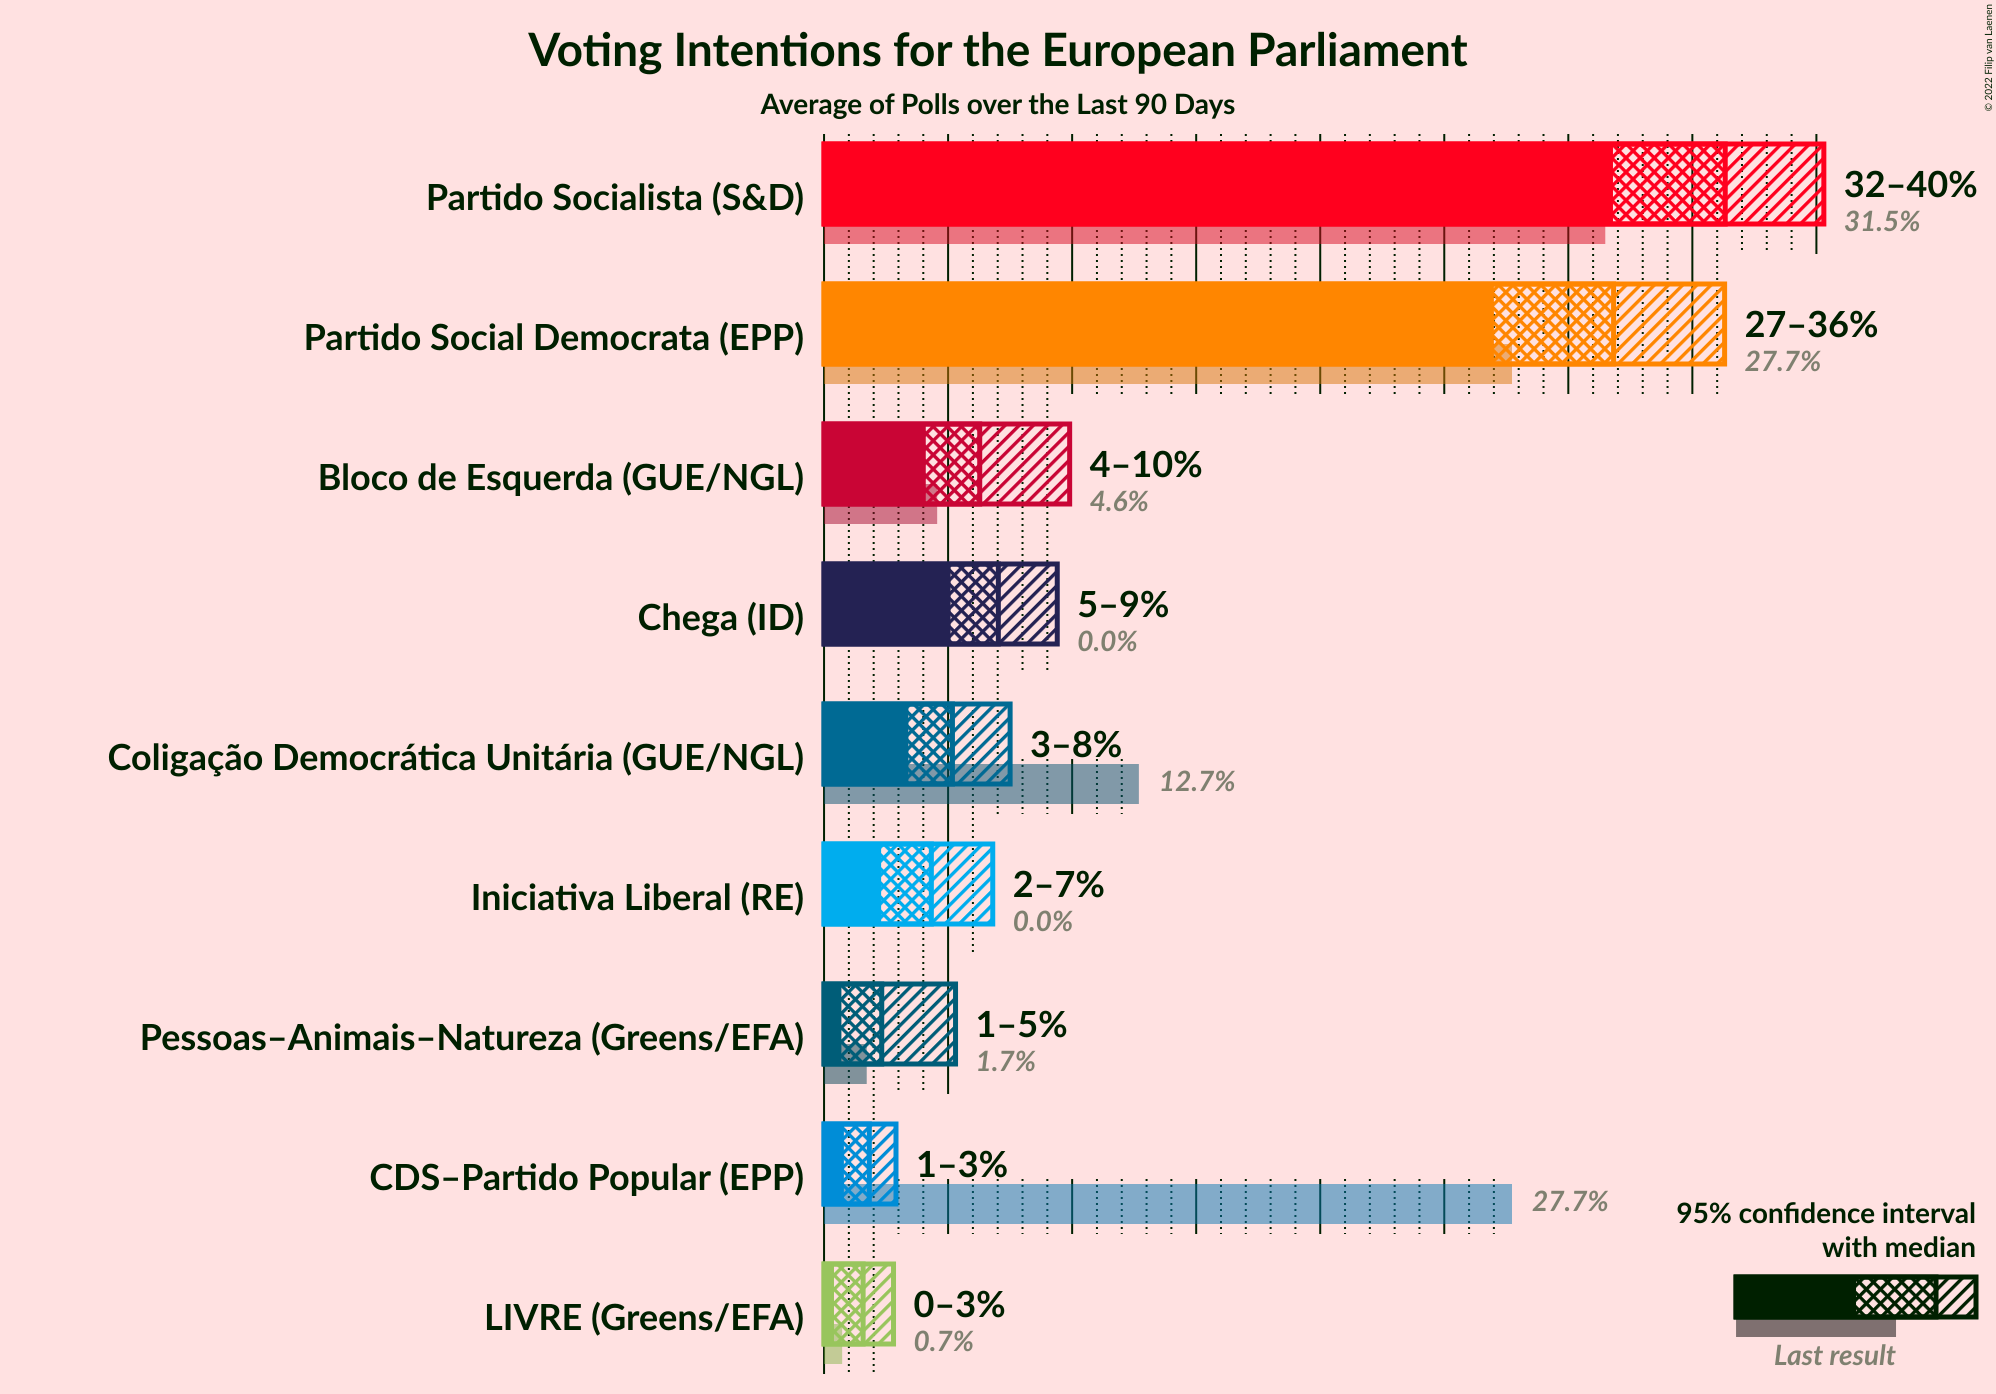 Voting Intentions for the European Parliament
Average of Polls over the Last 90 Days
© 2022 Filip van Laenen
Partido Socialista (S&D)
32–40%
31.5%
Partido Social Democrata (EPP)
27–36%
27.7%
Bloco de Esquerda (GUE/NGL)
4–10%
4.6%
Chega (ID)
5–9%
0.0%
Coligação Democrática Unitária (GUE/NGL)
3–8%
12.7%
Iniciativa Liberal (RE)
2–7%
0.0%
Pessoas–Animais–Natureza (Greens/EFA)
1–5%
1.7%
CDS–Partido Popular (EPP)
1–3%
27.7%
LIVRE (Greens/EFA)
0–3%
0.7%
95% confidence interval
with median
Last result